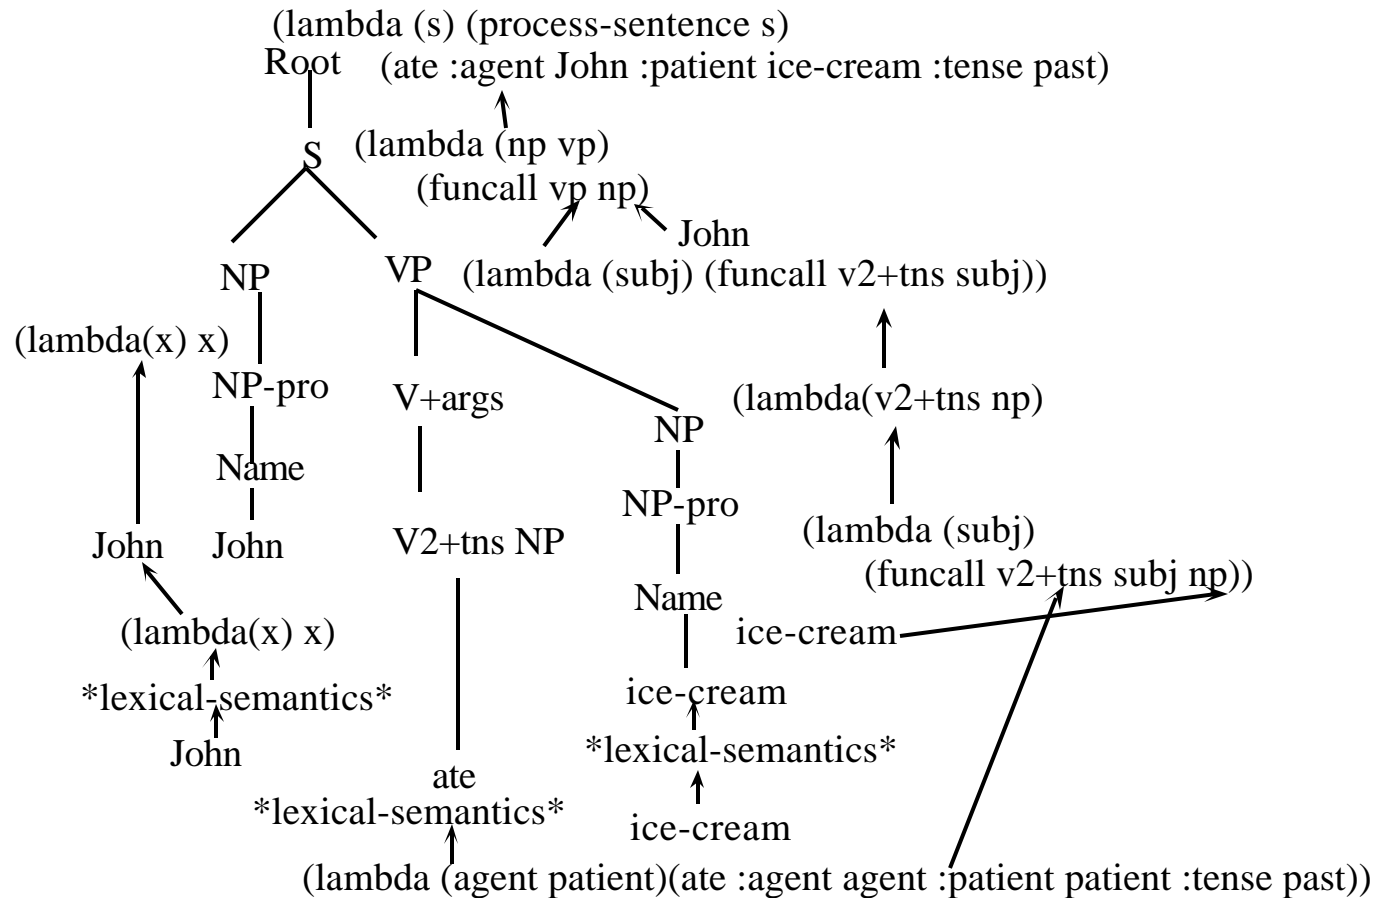 (lambda (s) (process-sentence s)
Root
(ate :agent John :patient ice-cream :tense past)
S
(lambda (np vp)
(funcall vp np)
John
NP
VP
(lambda (subj) (funcall v2+tns subj))
(lambda(x) x)
NP-pro
V+args
(lambda(v2+tns np)
NP
Name
NP-pro
John
John
V2+tns NP
(lambda (subj)
(funcall v2+tns subj np))
Name
(lambda(x) x)
ice-cream
*lexical-semantics*
ice-cream
John
*lexical-semantics*
ate
*lexical-semantics*
ice-cream
(lambda (agent patient)(ate :agent agent :patient patient :tense past))